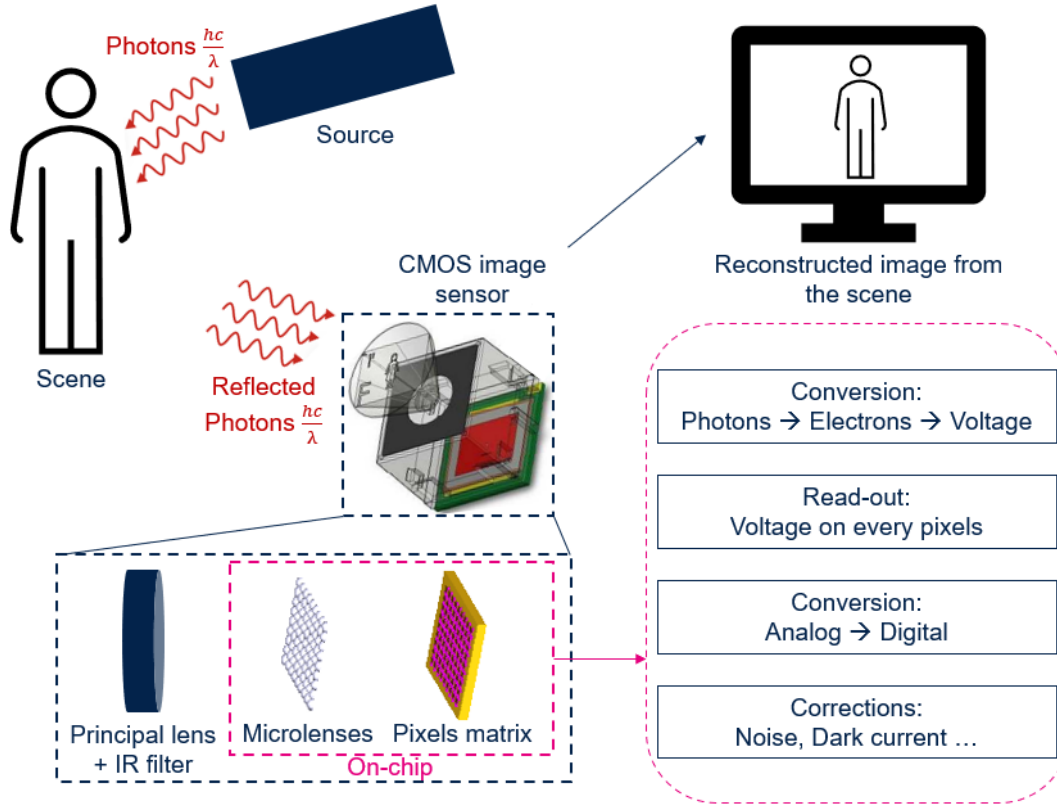 Photons hc/λ
Source
Scene
CMOS image
sensor
Reconstructed image from
the scene
Reflected
Photons hc/λ
Conversion:
Photons → Electrons → Voltage
Read-out:
Voltage on every pixels
Conversion:
Analog → Digital
Corrections:
Noise, Dark current ...
Principal lens
+ IR filter
Microlenses
Pixels matrix
On-chip